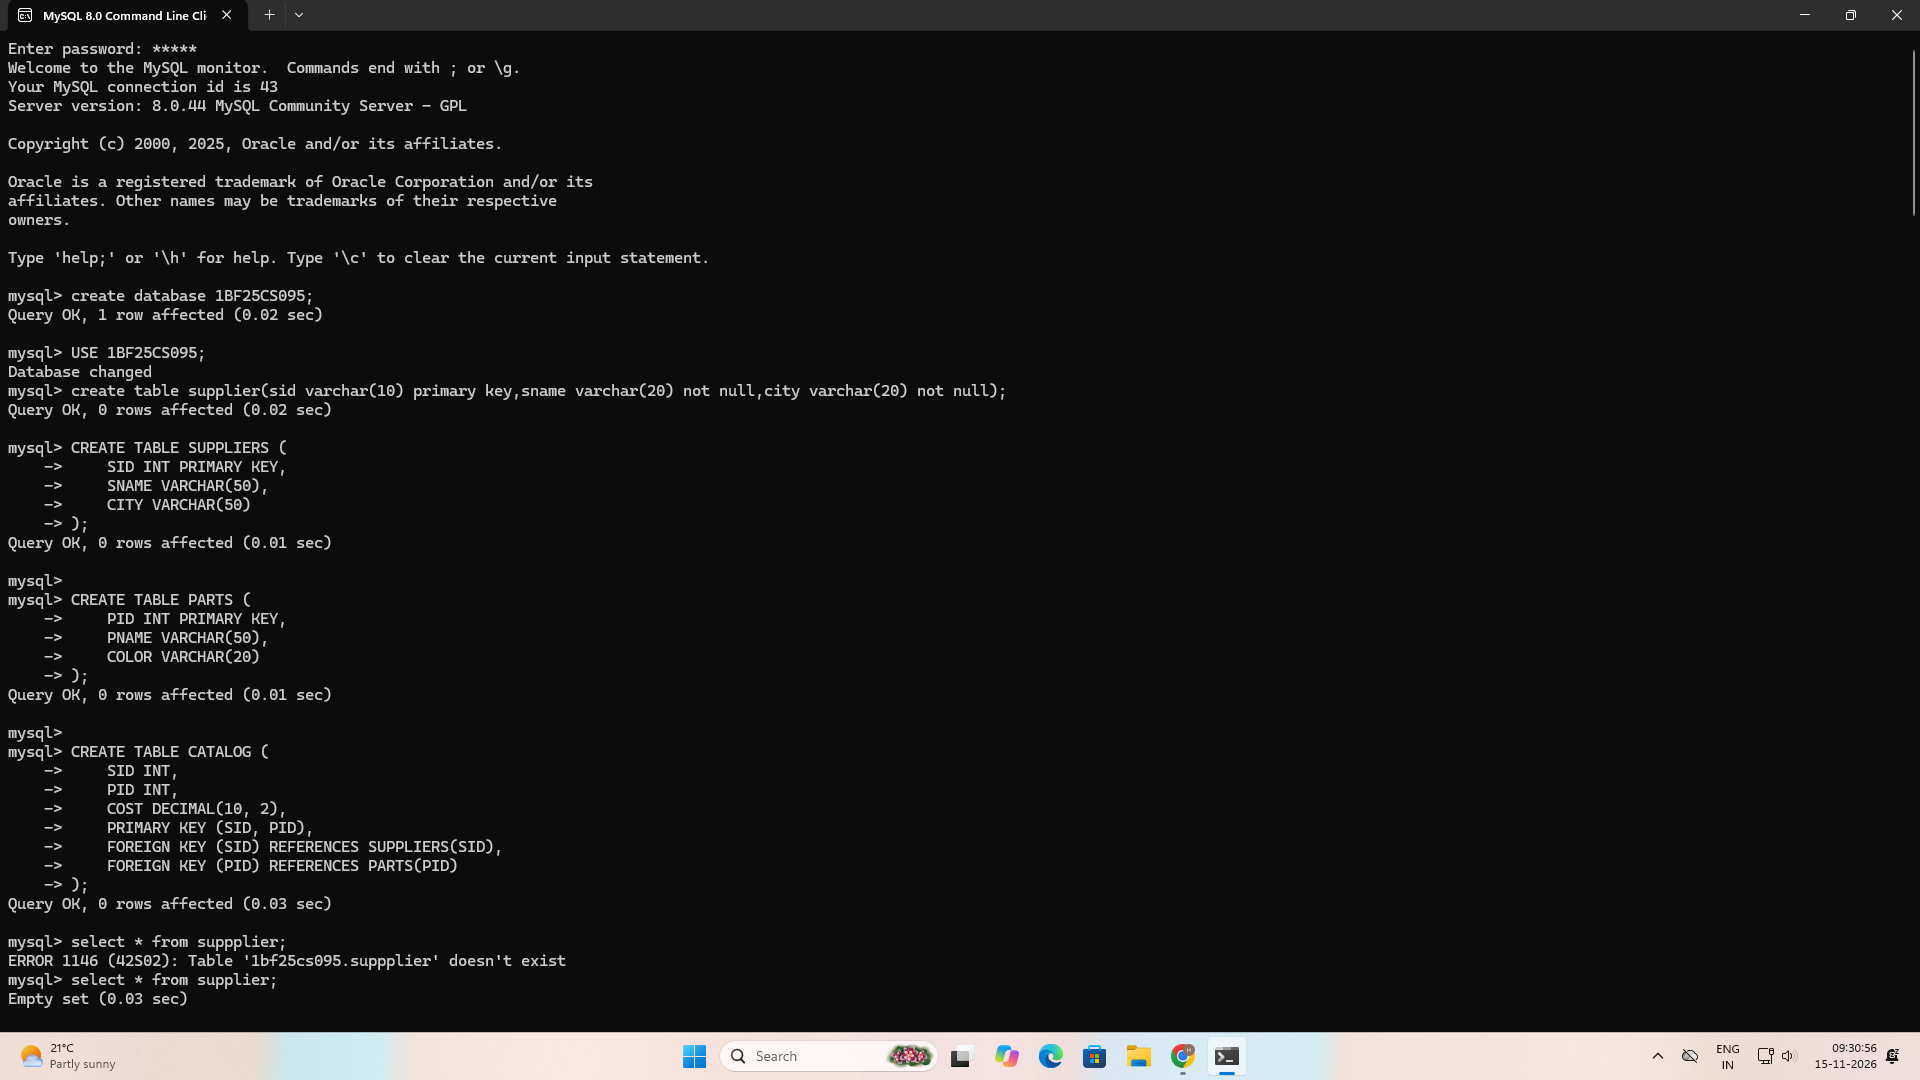 MySQL 8.0 Command Line Cli
Enter password: *****
Welcome to the MySQL monitor.  Commands end with ; or \g.
Your MySQL connection id is 43
Server version: 8.0.44 MySQL Community Server - GPL
Copyright (c) 2000, 2025, Oracle and/or its affiliates.
Oracle is a registered trademark of Oracle Corporation and/or its
affiliates. Other names may be trademarks of their respective
owners.
Type 'help;' or '\h' for help. Type '\c' to clear the current input statement.
mysql> create database 1BF25CS095;
Query OK, 1 row affected (0.02 sec)
mysql> USE 1BF25CS095;
Database changed
mysql> create table supplier(sid varchar(10) primary key,sname varchar(20) not null,city varchar(20) not null);
Query OK, 0 rows affected (0.02 sec)
mysql> CREATE TABLE SUPPLIERS (
    ->     SID INT PRIMARY KEY,
    ->     SNAME VARCHAR(50),
    ->     CITY VARCHAR(50)
    -> );
Query OK, 0 rows affected (0.01 sec)
mysql>
mysql> CREATE TABLE PARTS (
    ->     PID INT PRIMARY KEY,
    ->     PNAME VARCHAR(50),
    ->     COLOR VARCHAR(20)
    -> );
Query OK, 0 rows affected (0.01 sec)
mysql>
mysql> CREATE TABLE CATALOG (
    ->     SID INT,
    ->     PID INT,
    ->     COST DECIMAL(10, 2),
    ->     PRIMARY KEY (SID, PID),
    ->     FOREIGN KEY (SID) REFERENCES SUPPLIERS(SID),
    ->     FOREIGN KEY (PID) REFERENCES PARTS(PID)
    -> );
Query OK, 0 rows affected (0.03 sec)
mysql> select * from suppplier;
ERROR 1146 (42S02): Table '1bf25cs095.suppplier' doesn't exist
mysql> select * from supplier;
Empty set (0.03 sec)
21°C
Partly sunny
Search
ENG
IN
09:30:56
15-11-2026